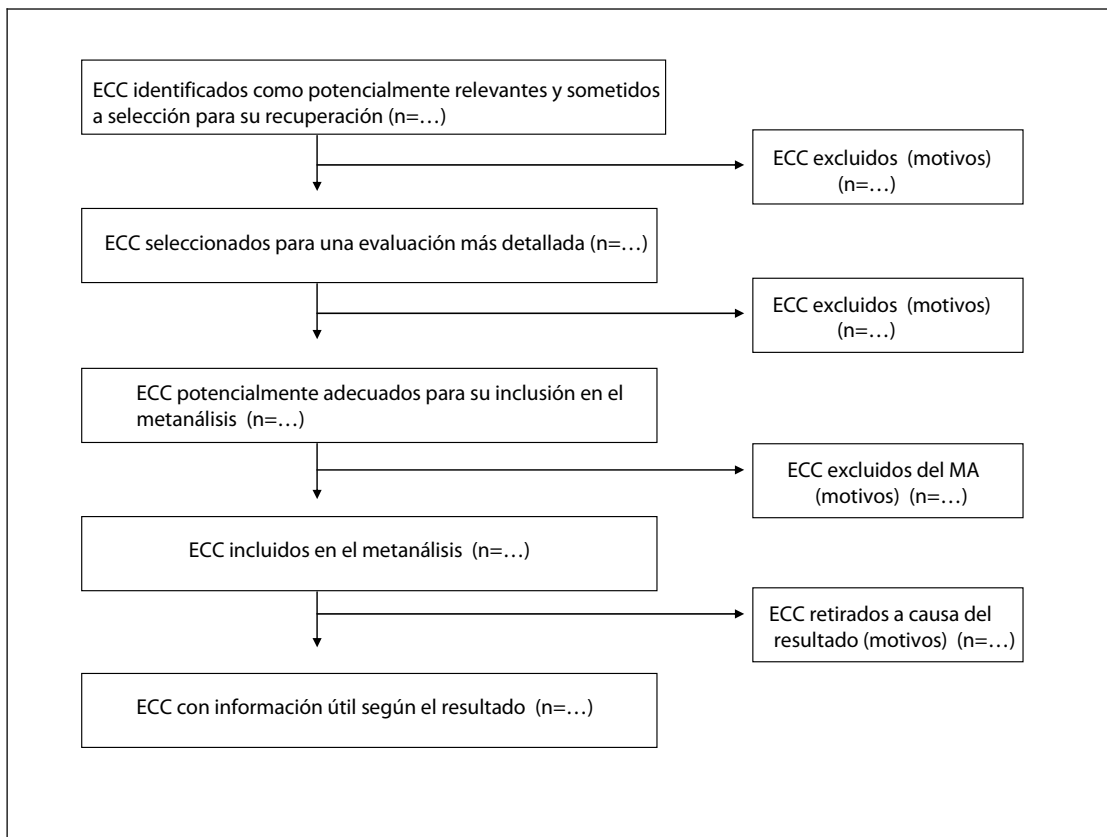 ECC identificados como potencialmente relevantes y sometidos
a selección para su recuperación (n=…)
ECC excluidos (motivos)
(n=…)
ECC seleccionados para una evaluación más detallada (n=…)
ECC excluidos (motivos)
(n=…)
ECC potencialmente adecuados para su inclusión en el
metanálisis (n=…)
ECC excluidos del MA
(motivos) (n=…)
ECC incluidos en el metanálisis (n=…)
ECC retirados a causa del
resultado (motivos) (n=…)
ECC con información útil según el resultado (n=…)